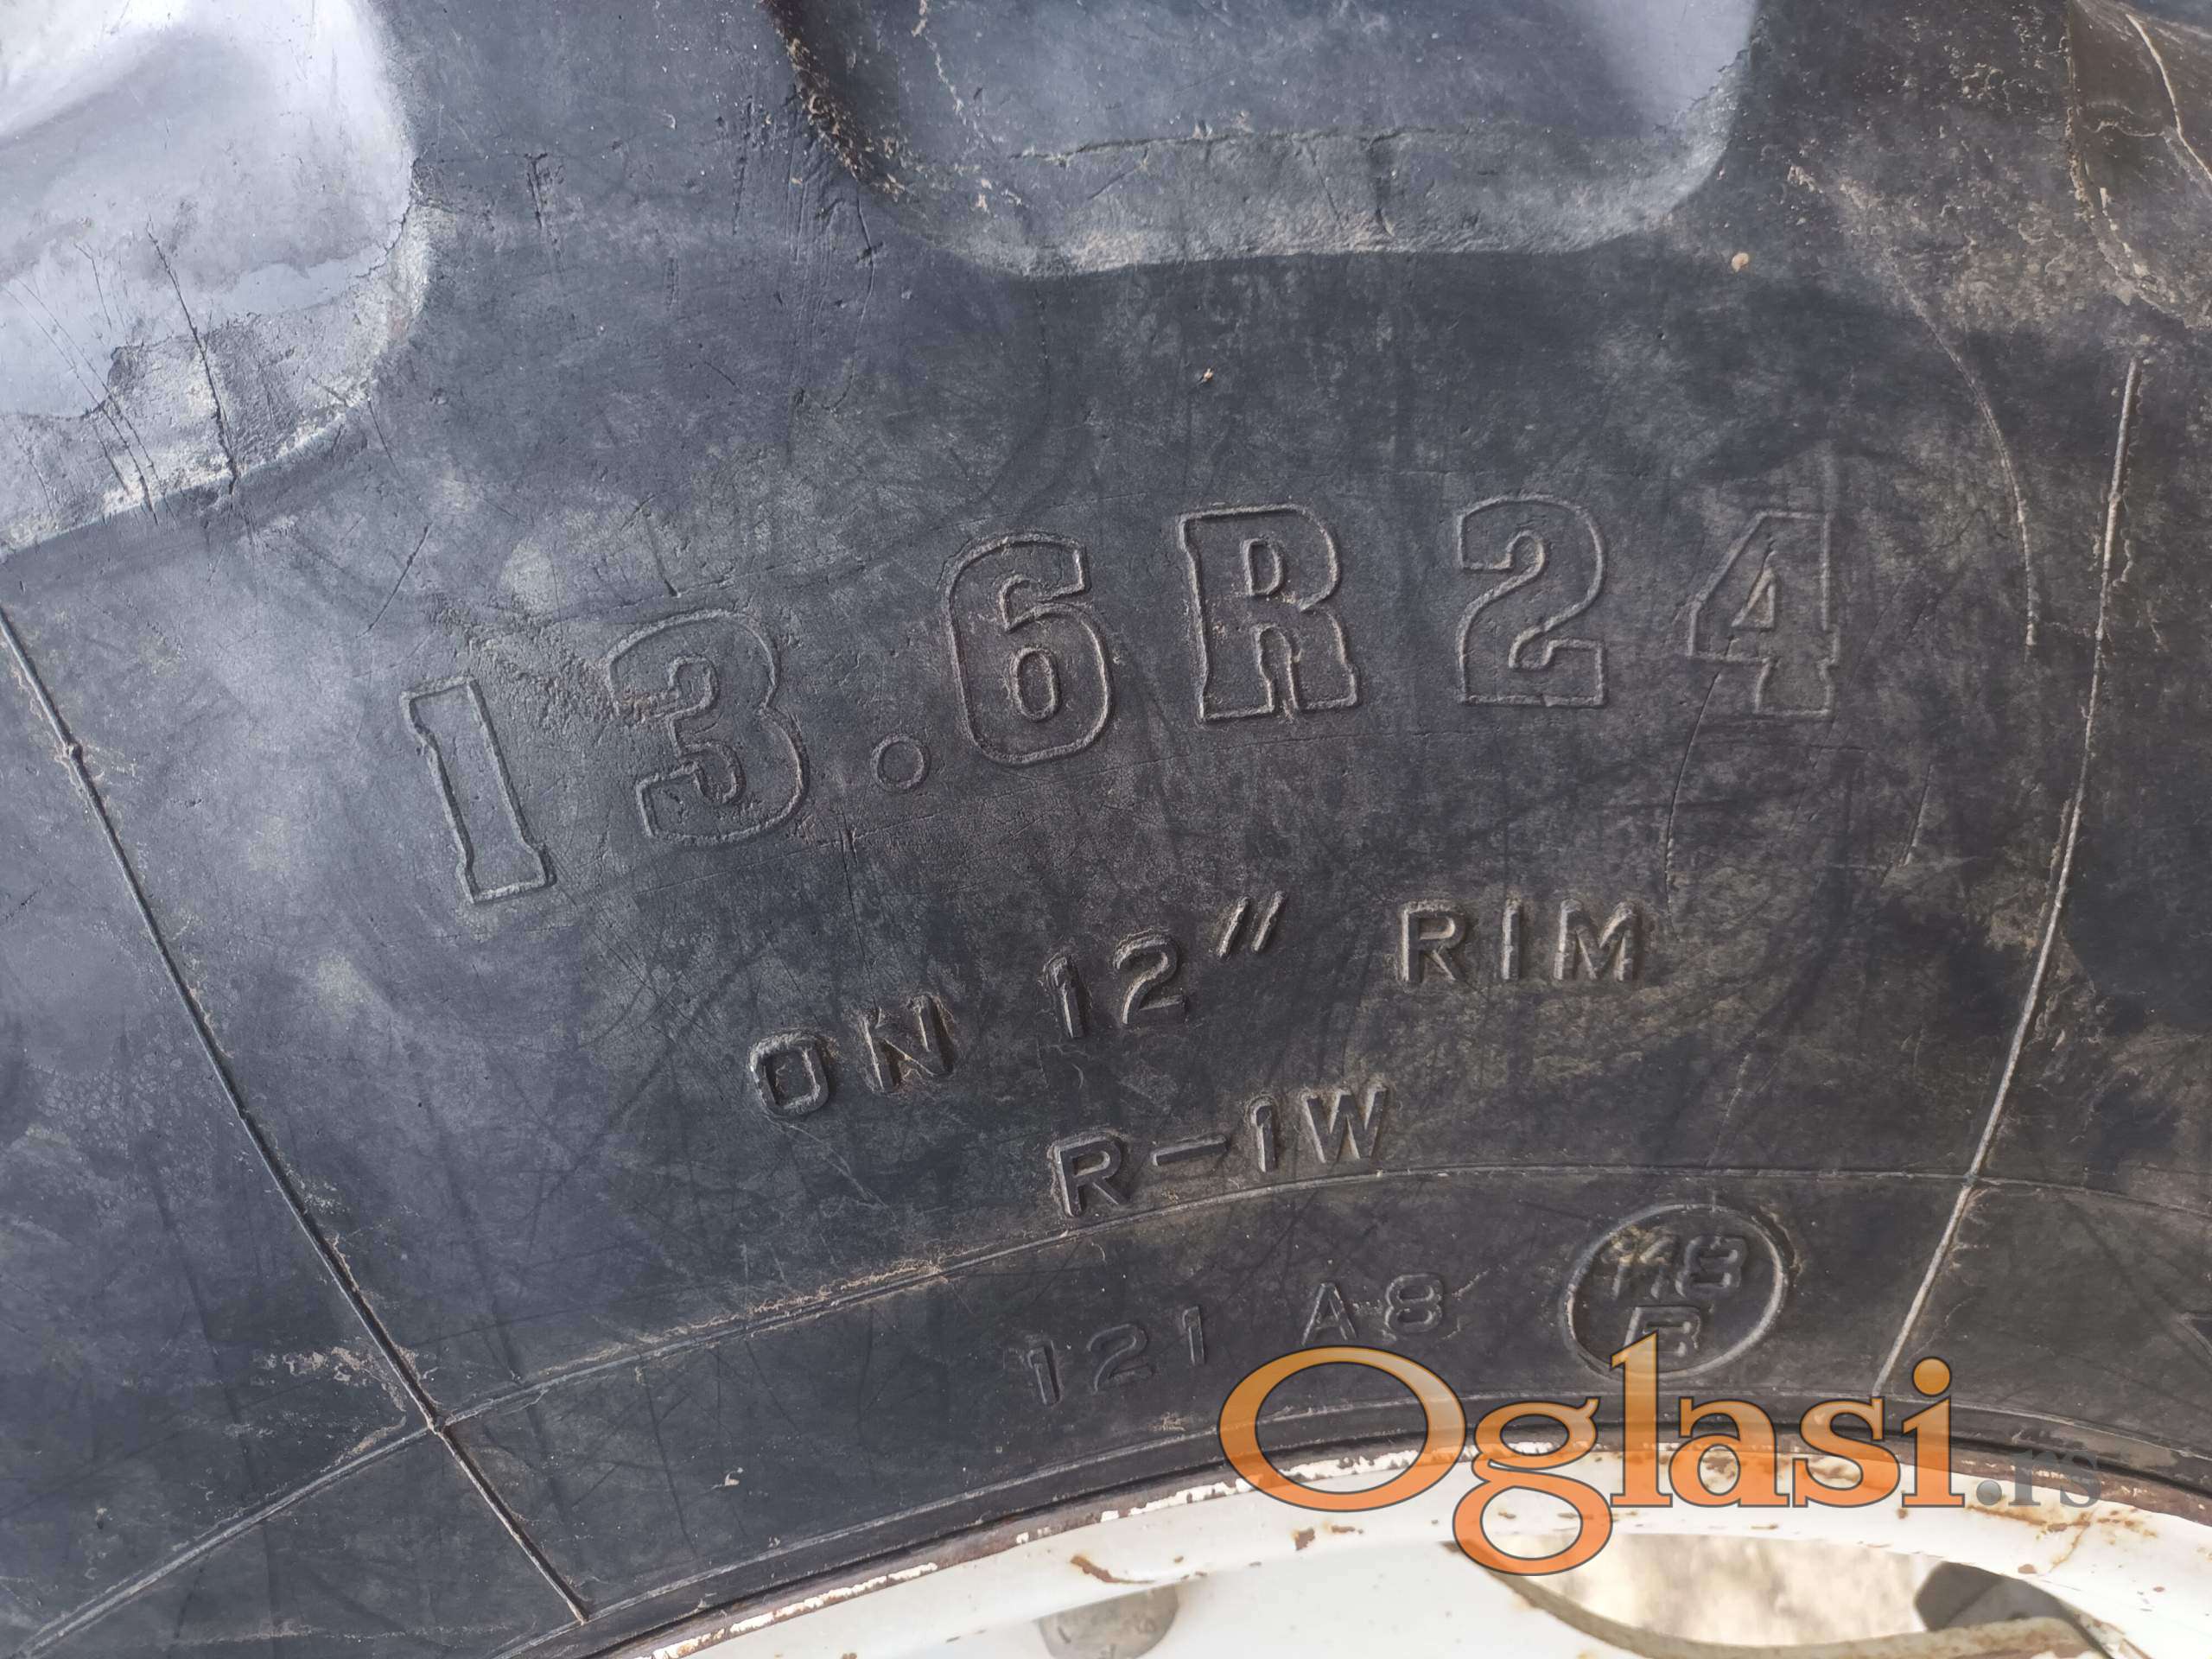 13.6R24
ON 12" RIM
R-1W
121 A8
118
B
Oglasi.rs